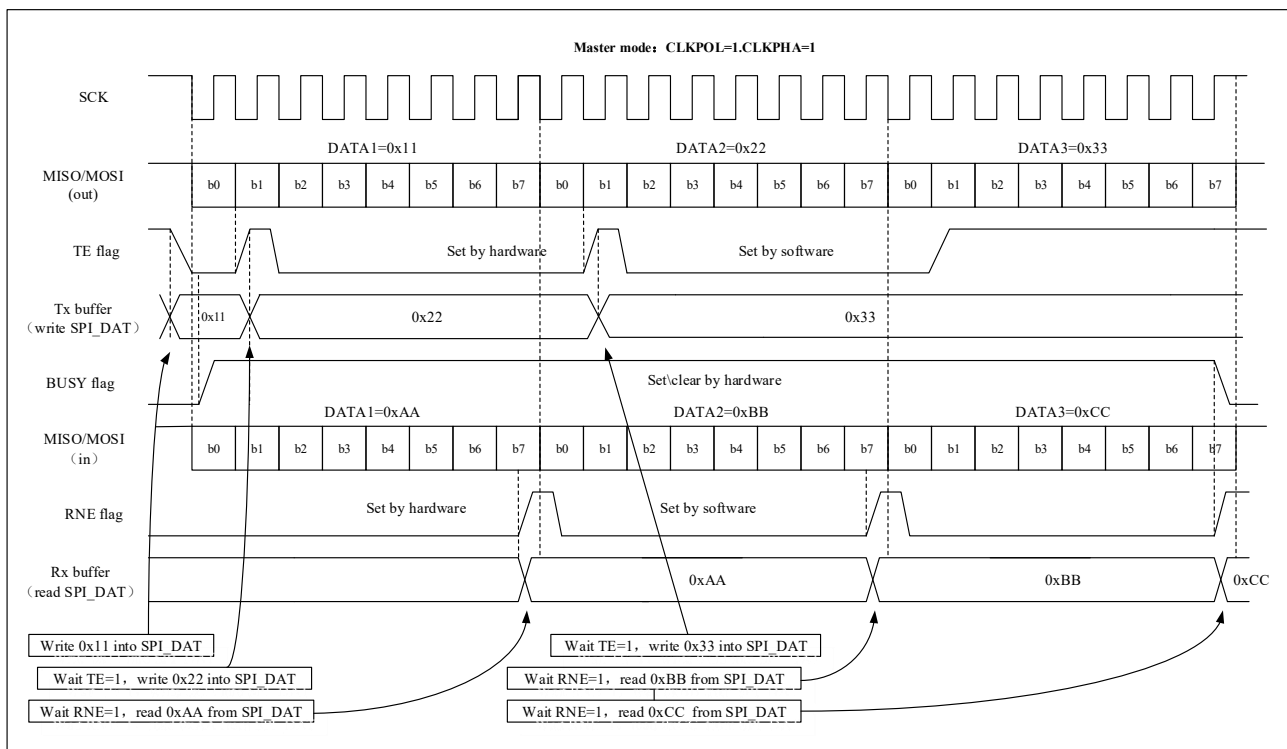 Master mode：CLKPOL=1.CLKPHA=1
SCK
DATA1=0x11 DATA2=0x22 DATA3=0x33
MISO/MOSI
(out)
b0 b1 b2 b3 b4 b5 b6 b7 b0 b1 b2 b3 b4 b5 b6 b7 b0 b1 b2 b3 b4 b5 b6 b7
TE flag
Set by hardware Set by software
Tx buffer
（write SPI_DAT）
0x11 0x22 0x33
BUSY flag
Set\clear by hardware
DATA1=0xAA DATA2=0xBB DATA3=0xCC
MISO/MOSI
（in）
b0 b1 b2 b3 b4 b5 b6 b7 b0 b1 b2 b3 b4 b5 b6 b7 b0 b1 b2 b3 b4 b5 b6 b7
RNE flag
Set by hardware Set by software
Rx buffer
（read SPI_DAT）
0xAA 0xBB 0xCC
Write 0x11 into SPI_DAT
Wait TE=1，write 0x33 into SPI_DAT
Wait TE=1，write 0x22 into SPI_DAT
Wait RNE=1，read 0xBB from SPI_DAT
Wait RNE=1，read 0xAA from SPI_DAT
Wait RNE=1，read 0xCC from SPI_DAT